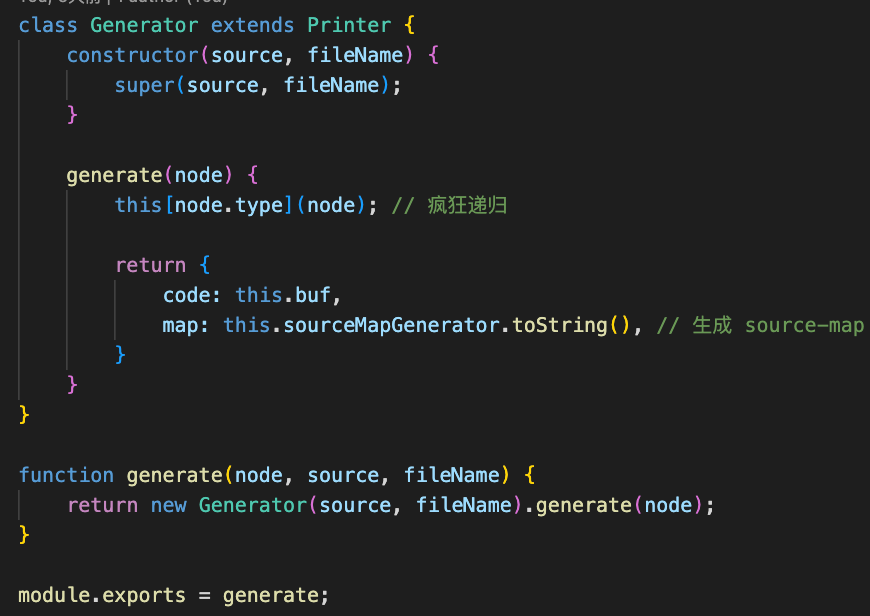 class Generator extends Printer {
    constructor(source, fileName) {
        super(source, fileName);
    }
    generate(node) {
        this[node.type](node); // 疯狂递归
        return {
            code: this.buf,
            map: this.sourceMapGenerator.toString(), // 生成 source-map
        }
    }
}
function generate(node, source, fileName) {
    return new Generator(source, fileName).generate(node);
}
module.exports = generate;